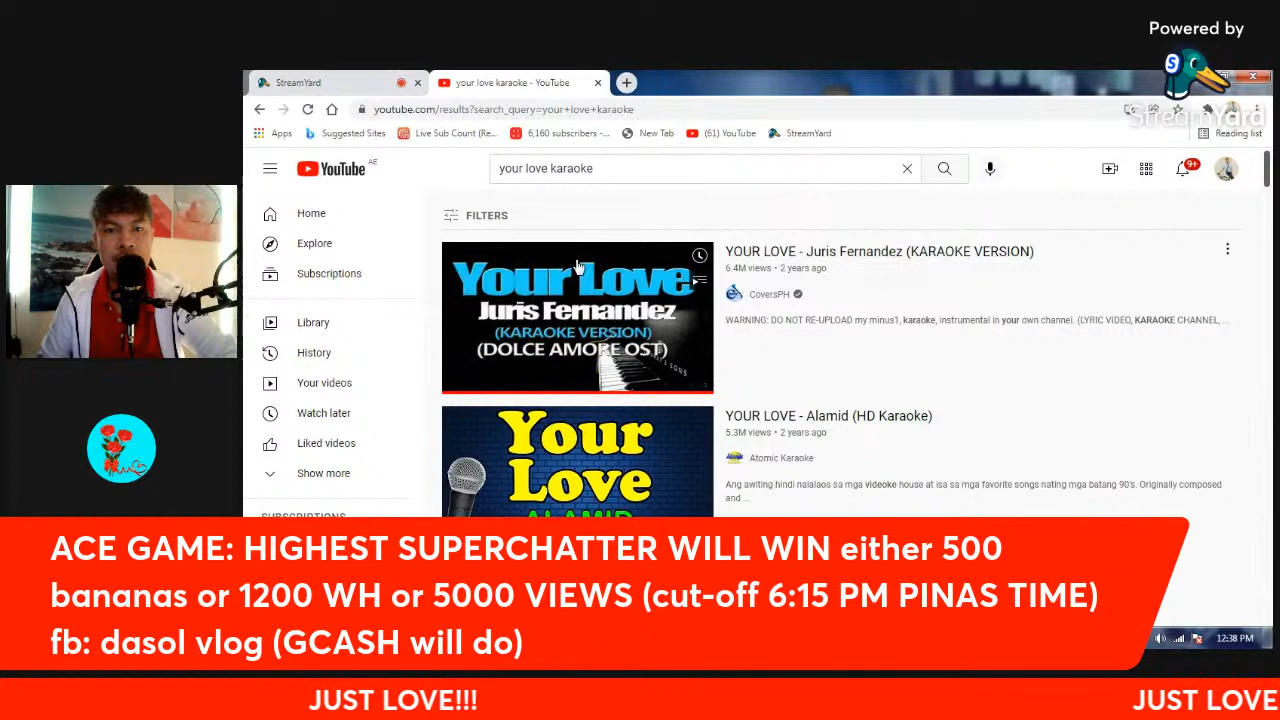 Powered by
StreamYard
StreamYard
your love karaoke - YouTube
youtube.com/results?search_query=your+love+karaoke
Apps
Suggested Sites
Live Sub Count (Re...
6,160 subscribers -...
New Tab
(61) YouTube
StreamYard
Reading list
YouTube AE
your love karaoke
9+
Home
Explore
Subscriptions
Library
History
Your videos
Watch later
Liked videos
Show more
SUBSCRIPTIONS
FILTERS
Your Love
Juris Fernandez
(KARAOKE VERSION)
(DOLCE AMORE OST)
YOUR LOVE - Juris Fernandez (KARAOKE VERSION)
6.4M views • 2 years ago
CoversPH
WARNING: DO NOT RE-UPLOAD my minus1, karaoke, instrumental in your own channel. (LYRIC VIDEO, KARAOKE CHANNEL, ...
Your
Love
ALAMID
YOUR LOVE - Alamid (HD Karaoke)
5.3M views • 2 years ago
Atomic Karaoke
Ang awiting hindi nalalaos sa mga videoke house at isa sa mga favorite songs nating mga batang 90's. Originally composed
and ...
12:38 PM
ACE GAME: HIGHEST SUPERCHATTER WILL WIN either 500
bananas or 1200 WH or 5000 VIEWS (cut-off 6:15 PM PINAS TIME)
fb: dasol vlog (GCASH will do)
JUST LOVE!!!
JUST LOVE